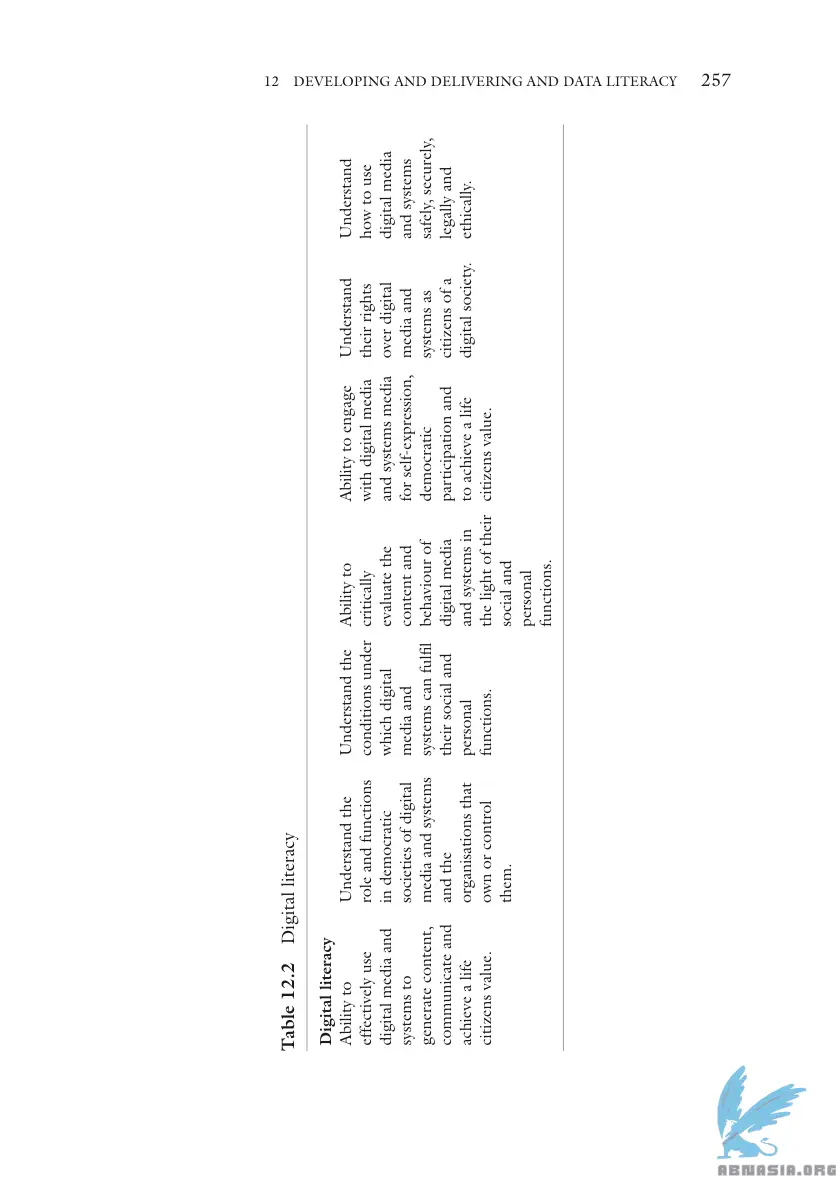 12 DEVELOPING AND DELIVERING AND DATA LITERACY 257
Table 12.2 Digital literacy
Digital literacy
Ability to
effectively use
digital media and
systems to
generate content,
communicate and
achieve a life
citizens value.
Understand the
role and functions
in democratic
societies of digital
media and systems
and the
organisations that
own or control
them.
Understand the
conditions under
which digital
media and
systems can fulfil
their social and
personal
functions.
Ability to
critically
evaluate the
content and
behaviour of
digital media
and systems in
the light of their
social and
personal
functions.
Ability to engage
with digital media
and systems media
for self-expression,
democratic
participation and
to achieve a life
citizens value.
Understand
their rights
over digital
media and
systems as
citizens of a
digital society.
Understand
how to use
digital media
and systems
safely, securely,
legally and
ethically.
ABNASIA.ORG